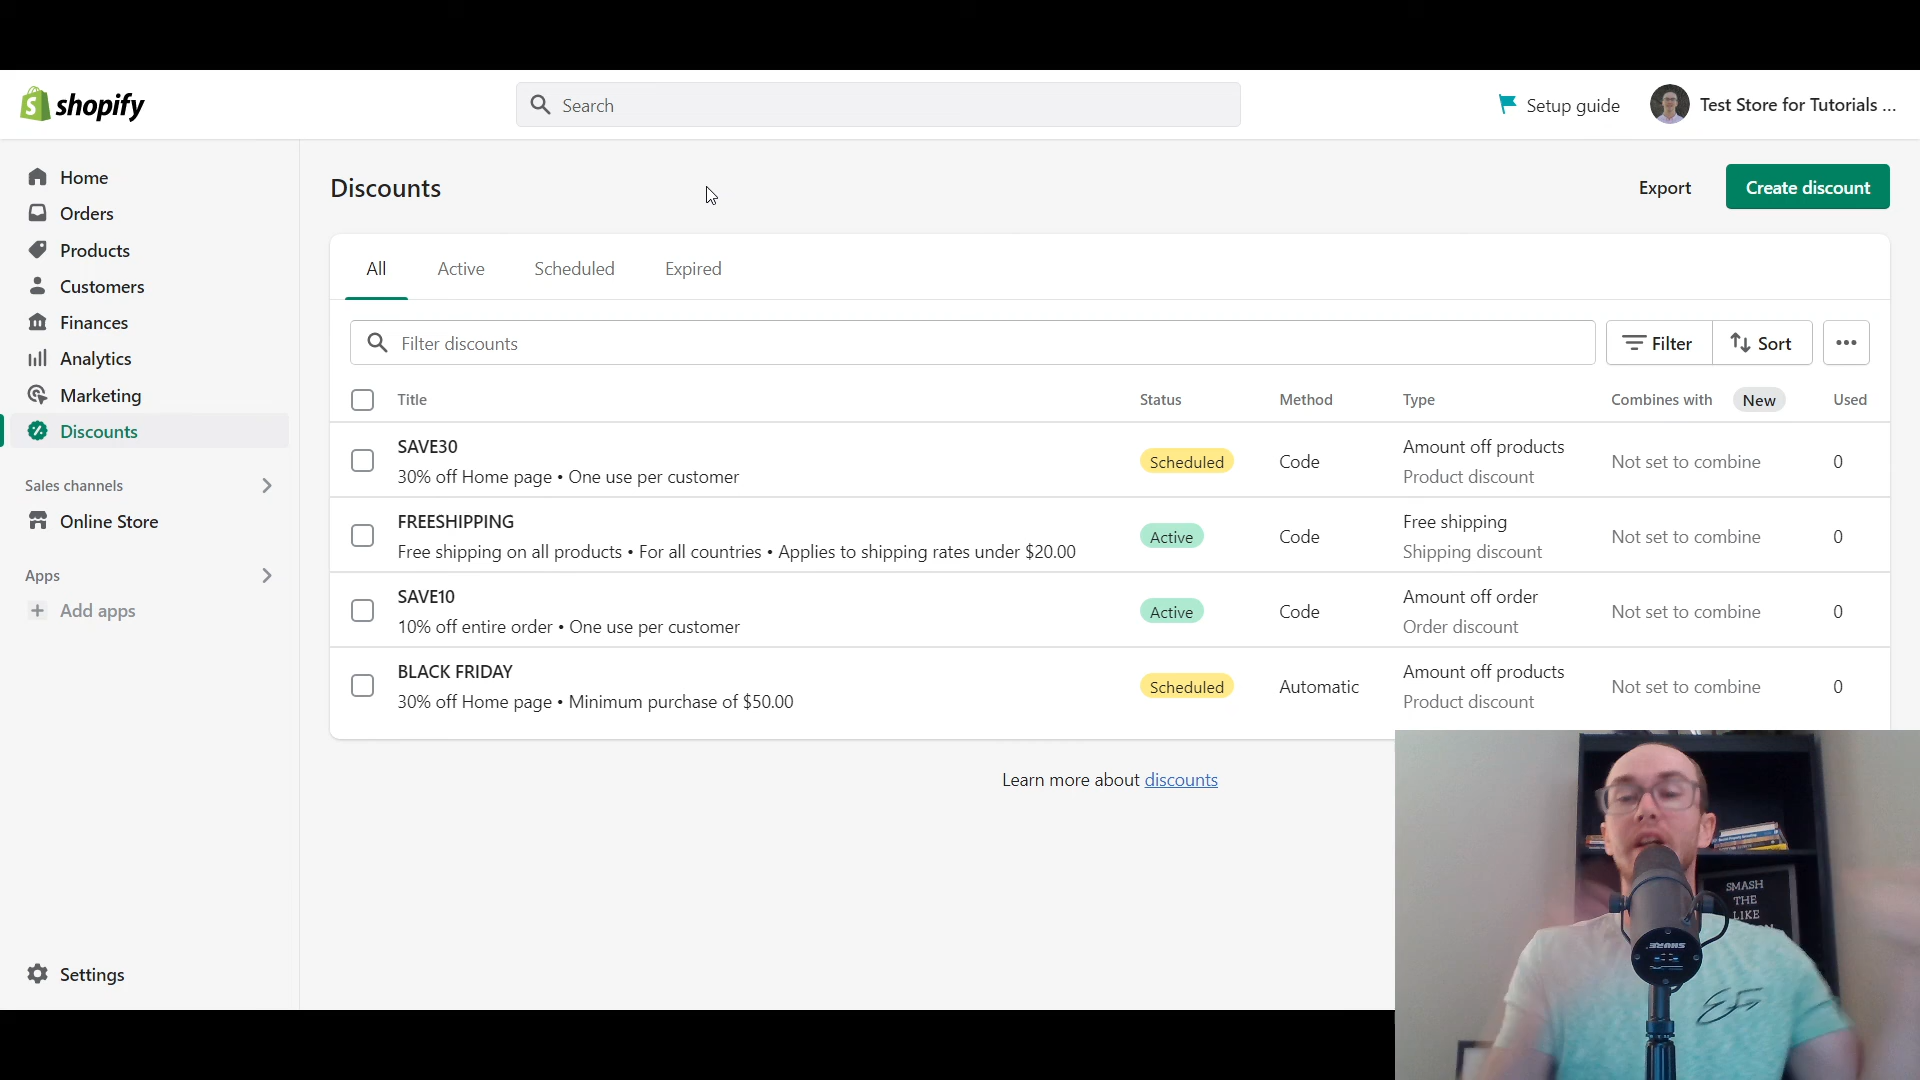 shopify
Search
Setup guide
Test Store for Tutorials ...
Home
Orders
Products
Customers
Finances
Analytics
Marketing
Discounts
Sales channels
Online Store
Apps
Add apps
Settings
Discounts
Export
Create discount
All Active Scheduled Expired
Filter discounts
Filter
Sort
Title Status Method Type Combines with New Used
SAVE30
30% off Home page • One use per customer
Scheduled
Code
Amount off products
Product discount
Not set to combine
0
FREESHIPPING
Free shipping on all products • For all countries • Applies to shipping rates under $20.00
Active
Code
Free shipping
Shipping discount
Not set to combine
0
SAVE10
10% off entire order • One use per customer
Active
Code
Amount off order
Order discount
Not set to combine
0
BLACK FRIDAY
30% off Home page • Minimum purchase of $50.00
Scheduled
Automatic
Amount off products
Product discount
Not set to combine
0
Learn more about discounts
SMASH
THE
LIKE
SHURE